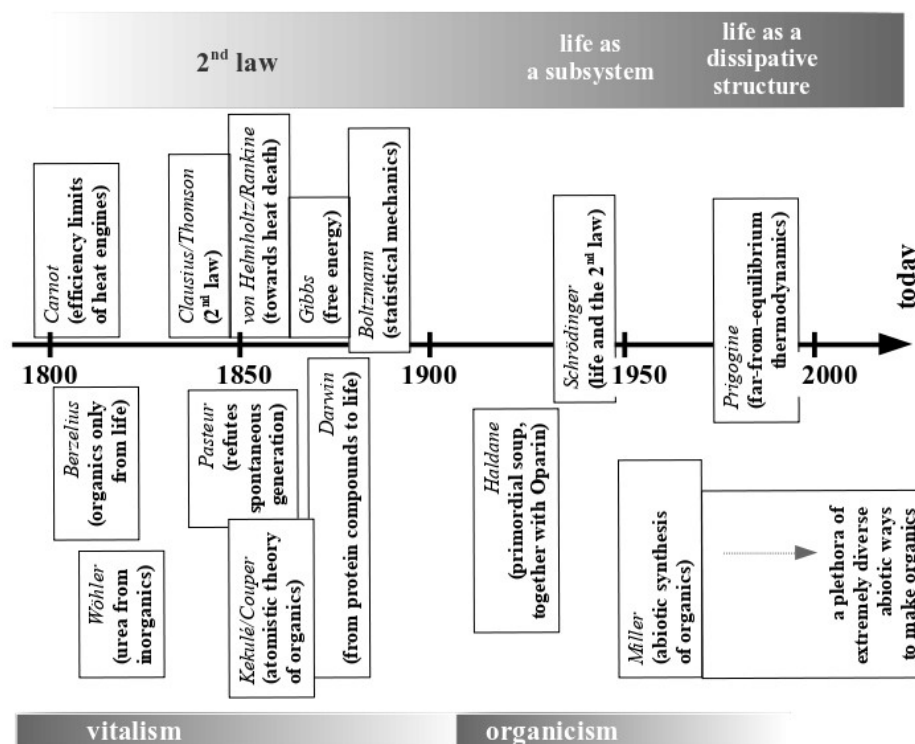 2nd law
life as
a subsystem
life as a
dissipative
structure
Carnot
(efficiency limits
of heat engines)
Clausius/Thomson
(2nd law)
von Helmholtz/Rankine
(towards heat death)
Gibbs
(free energy)
Boltzmann
(statistical mechanics)
Schrödinger
(life and the 2nd law)
Prigogine
(far-from-equilibrium
thermodynamics)
today
1800
1850
1900
1950
2000
Berzelius
(organics only
from life)
Wöhler
(urea from
inorganics)
Pasteur
(refutes
spontaneous
generation)
Kekulé/Couper
(atomistic theory
of organics)
Darwin
(from protein compounds to life)
Haldane
(primordial soup,
together with Oparin)
Miller
(abiotic synthesis
of organics)
a plethora of
extremely diverse
abiotic ways
to make organics
vitalism
organicism